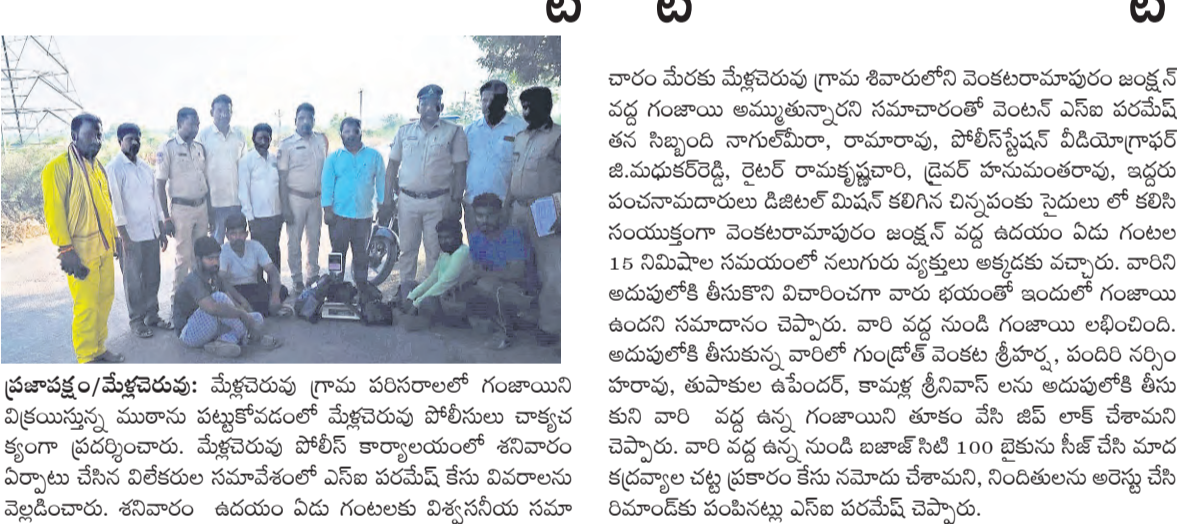 ప్రజాపక్షం/మేళ్లచెరువు: మేళ్లచెరువు గ్రామ పరిసరాలలో గంజాయిని
విక్రయిస్తున్న ముఠాను పట్టుకోవడంలో మేళ్లచెరువు పోలీసులు చాక్యచ
క్యంగా ప్రదర్శించారు. మేళ్లచెరువు పోలీస్ కార్యాలయంలో శనివారం
ఏర్పాటు చేసిన విలేకరుల సమావేశంలో ఎస్ఐ పరమేష్ కేసు వివరాలను
వెల్లడించారు. శనివారం ఉదయం ఏడు గంటలకు విశ్వసనీయ సమా
చారం మేరకు మేళ్లచెరువు గ్రామ శివారులోని వెంకటరామాపురం జంక్షన్
వద్ద గంజాయి అమ్ముతున్నారని సమాచారంతో వెంటన్ ఎస్ఐ పరమేష్
తన సిబ్బంది నాగుల్‌మీరా, రామారావు, పోలీస్‌స్టేషన్ వీడియోగ్రాఫర్
జి.మధుకర్‌రెడ్డి, రైటర్ రామకృష్ణచారి, డ్రైవర్ హనుమంతరావు, ఇద్దరు
పంచనామదారులు డిజిటల్ మిషన్ కలిగిన చిన్నపంకు సైదులు లో కలిసి
సంయుక్తంగా వెంకటరామాపురం జంక్షన్ వద్ద ఉదయం ఏడు గంటల
15 నిమిషాల సమయంలో నలుగురు వ్యక్తులు అక్కడకు వచ్చారు. వారిని
అదుపులోకి తీసుకొని విచారించగా వారు భయంతో ఇందులో గంజాయి
ఉందని సమాదానం చెప్పారు. వారి వద్ద నుండి గంజాయి లభించింది.
అదుపులోకి తీసుకున్న వారిలో గుండ్రోత్ వెంకట శ్రీహర్ష, పందిరి నర్సిం
హరావు, తుపాకుల ఉపేందర్, కామళ్ల శ్రీనివాస్ లను అదుపులోకి తీసు
కుని వారి వద్ద ఉన్న గంజాయిని తూకం వేసి జిప్ లాక్ చేశామని
చెప్పారు. వారి వద్ద ఉన్న నుండి బజాజ్ సిటి 100 బైకును సీజ్ చేసి మాద
కద్రవ్యాల చట్ట ప్రకారం కేసు నమోదు చేశామని, నిందితులను అరెస్టు చేసి
రిమాండ్‌కు పంపినట్లు ఎస్ఐ పరమేష్ చెప్పారు.